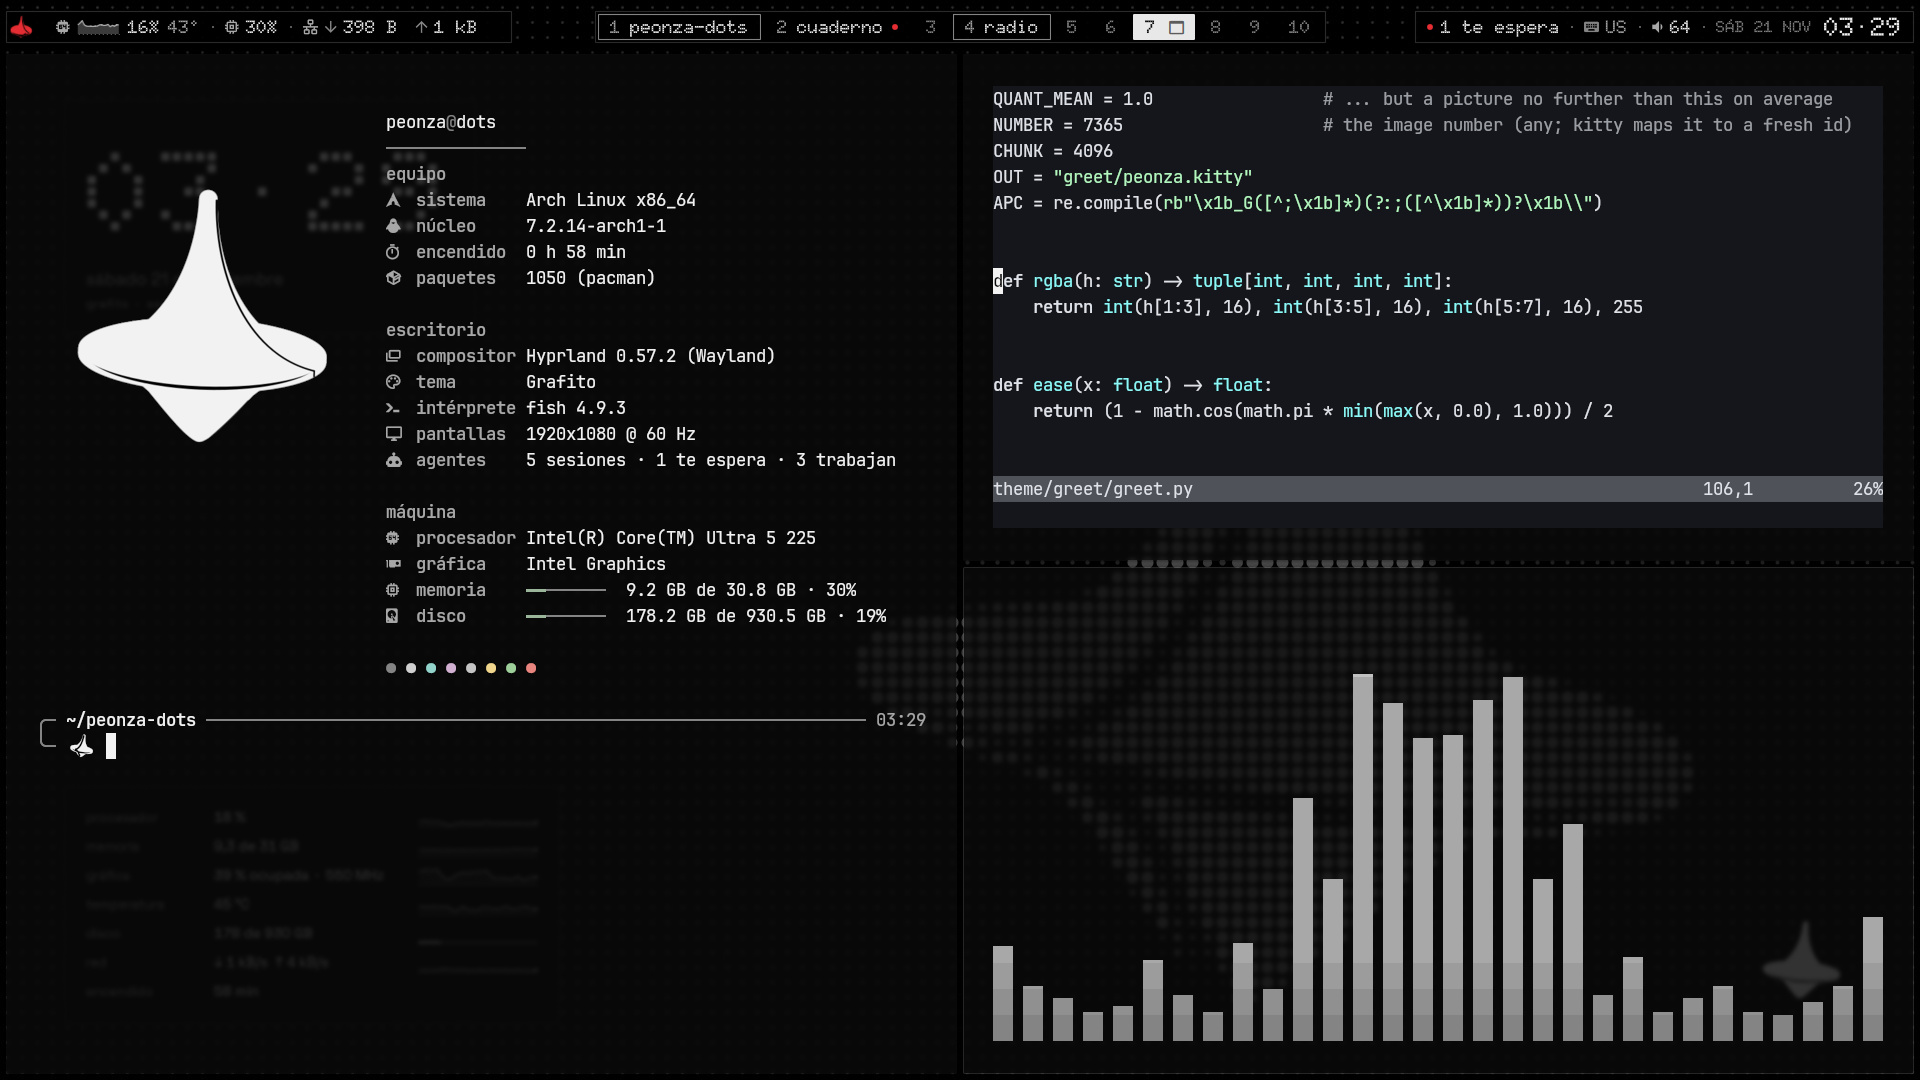 16% 43° · 30% · ↓ 398 B ↑ 1 kB
1 peonza-dots 2 cuaderno • 3 4 radio 5 6 7 8 9 10
• 1 te espera · US · 64 · SÁB 21 NOV 03·29
peonza@dots
equipo
sistema Arch Linux x86_64
núcleo 7.2.14-arch1-1
encendido 0 h 58 min
paquetes 1050 (pacman)
escritorio
compositor Hyprland 0.57.2 (Wayland)
tema Grafito
intérprete fish 4.9.3
pantallas 1920x1080 @ 60 Hz
agentes 5 sesiones · 1 te espera · 3 trabajan
máquina
procesador Intel(R) Core(TM) Ultra 5 225
gráfica Intel Graphics
memoria 9.2 GB de 30.8 GB · 30%
disco 178.2 GB de 930.5 GB · 19%
~/peonza-dots 03:29
QUANT_MEAN = 1.0 # ... but a picture no further than this on average
NUMBER = 7365 # the image number (any; kitty maps it to a fresh id)
CHUNK = 4096
OUT = "greet/peonza.kitty"
APC = re.compile(rb"\x1b_G([^;\x1b]*)(?:;([^\x1b]*))?\x1b\\")
def rgba(h: str) -> tuple[int, int, int, int]:
return int(h[1:3], 16), int(h[3:5], 16), int(h[5:7], 16), 255
def ease(x: float) -> float:
return (1 - math.cos(math.pi * min(max(x, 0.0), 1.0))) / 2
theme/greet/greet.py 106,1 26%